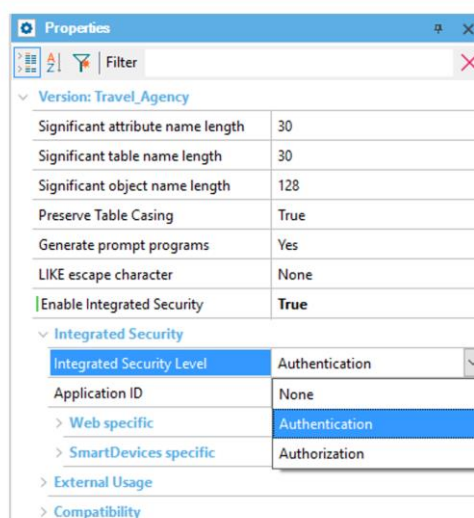 Properties
Filter
Version: Travel_Agency
Significant attribute name length 30
Significant table name length 30
Significant object name length 128
Preserve Table Casing True
Generate prompt programs Yes
LIKE escape character None
Enable Integrated Security True
Integrated Security
Integrated Security Level Authentication
Application ID None
Web specific Authentication
SmartDevices specific Authorization
External Usage
Compatibility